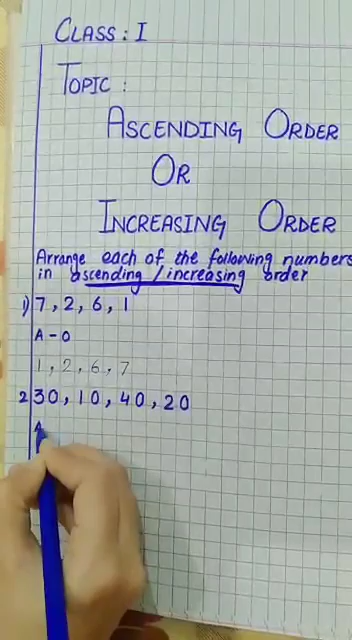 CLASS : I
TOPIC :
ASCENDING ORDER
OR
INCREASING ORDER
Arrange each of the following numbers
in ascending / increasing order
1) 7, 2, 6, 1
A - O
1, 2, 6, 7
2. 30, 10, 40, 20
A